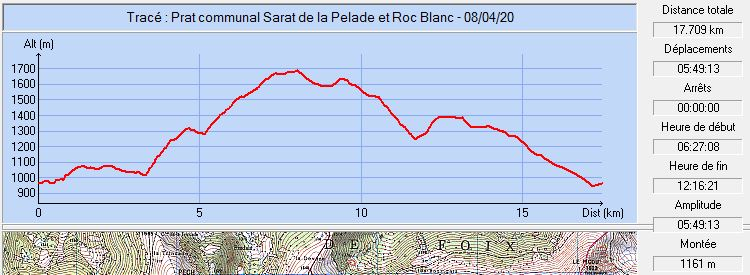 Tracé : Prat communal Sarat de la Pelade et Roc Blanc - 08/04/20
Alt (m)
1700
1600
1500
1400
1300
1200
1100
1000
900
0
5
10
15
Dist (km)
Distance totale
17.709 km
Déplacements
05:49:13
Arrêts
00:00:00
Heure de début
06:27:08
Heure de fin
12:16:21
Amplitude
05:49:13
Montée
1161 m
DE FOIX
PECH